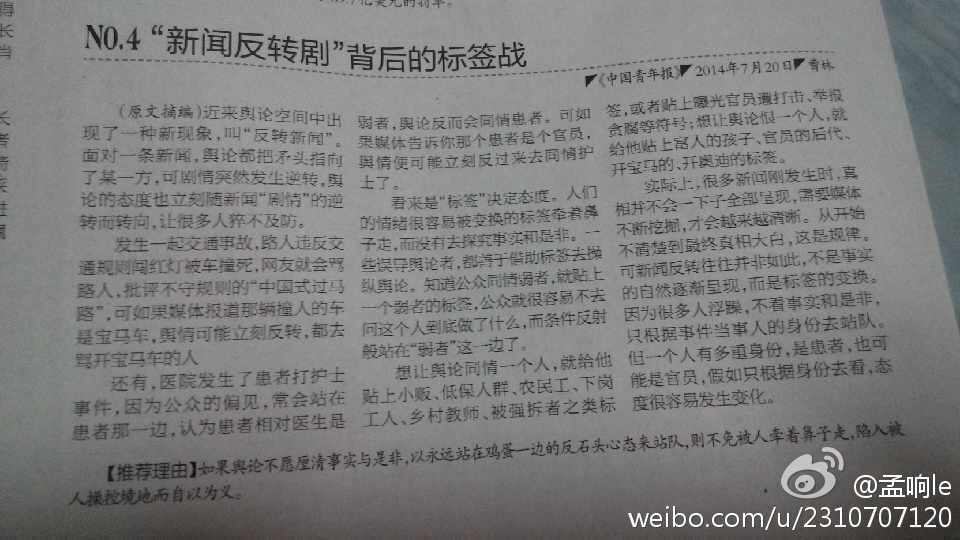 得
长
肖
长
者
奇
采
进
属
亿美元的切单。
NO.4 “新闻反转剧”背后的标签战
◤《中国青年报》◤2014年7月20日◤曹林
(原文摘编)近来舆论空间中出
现了一种新现象,叫“反转新闻”。
面对一条新闻,舆论都把矛头指向
了某一方,可剧情突然发生逆转,舆
论的态度也立刻随新闻“剧情”的逆
转而转向,让很多人猝不及防。
发生一起交通事故,路人违反交
通规则闯红灯被车撞死,网友就会骂
路人,批评不守规则的“中国式过马
路”,可如果媒体报道那辆撞人的车
是宝马车,舆情可能立刻反转,都去
骂开宝马车的人
还有,医院发生了患者打护士
事件,因为公众的偏见,常会站在
患者那一边,认为患者相对医生是
弱者,舆论反而会同情患者。可如
果媒体告诉你那个患者是个官员,
舆情便可能立刻反过来去同情护
士了。
看来是“标签”决定态度。人们
的情绪很容易被变换的标签牵着鼻
子走,而没有去探究事实和是非。一
些误导舆论者,都善于借助标签去操
纵舆论。知道公众同情弱者,就贴上
一个弱者的标签,公众就很容易不去
问这个人到底做了什么,而条件反射
般站在“弱者”这一边了。
想让舆论同情一个人,就给他
贴上小贩、低保人群、农民工、下岗
工人、乡村教师、被强拆者之类标
签,或者贴上曝光官员遭打击、举报
贪腐等符号;想让舆论恨一个人,就
给他贴上富人的孩子、官员的后代、
开宝马的、开奥迪的标签。
实际上,很多新闻刚发生时,真
相并不会一下子全部呈现,需要媒体
不断挖掘,才会越来越清晰。从开始
不清楚到最终真相大白,这是规律。
可新闻反转往往并非如此,不是事实
的自然逐渐呈现,而是标签的变换。
因为很多人浮躁,不看事实和是非,
只根据事件当事人的身份去站队。
但一个人有多重身份,是患者,也可
能是官员,假如只根据身份去看,态
度很容易发生变化。
【推荐理由】如果舆论不愿厘清事实与是非,以永远站在鸡蛋一边的反石头心态来站队,则不免被人牵着鼻子走,陷入被
人操控境地而自以为义。
@孟响le
weibo.com/u/2310707120